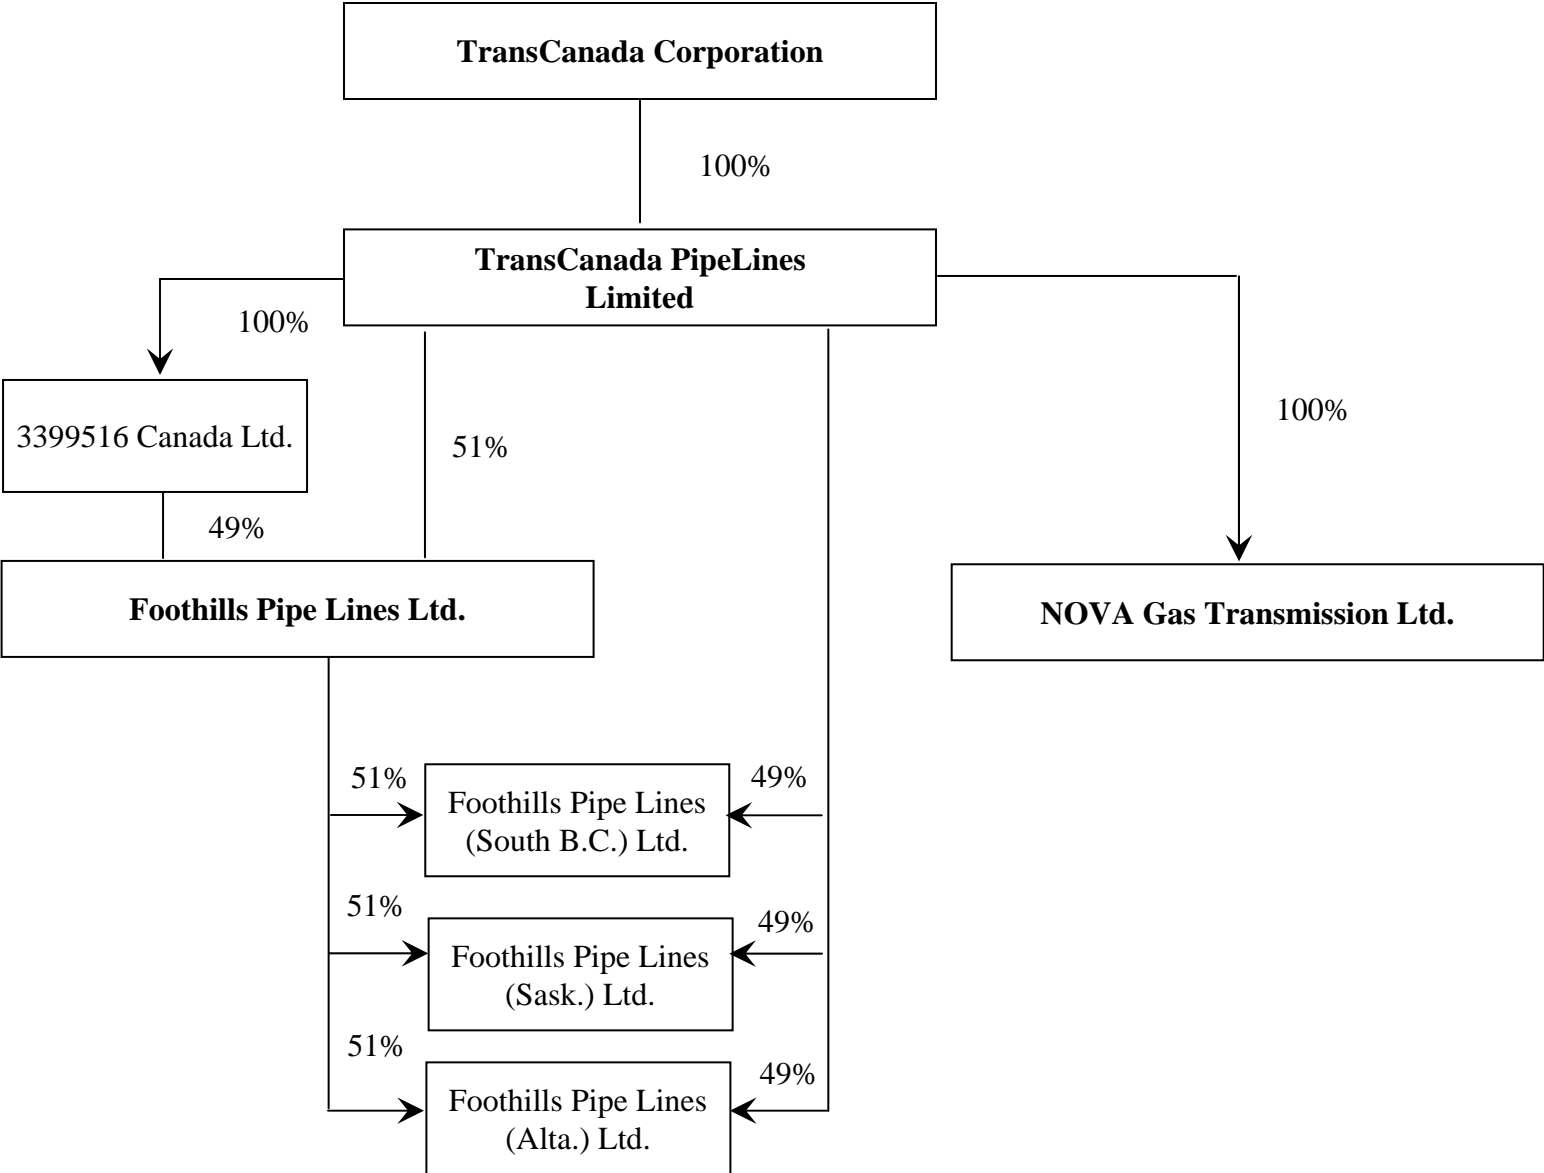 TransCanada Corporation
100%
TransCanada PipeLines
Limited
100%
3399516 Canada Ltd.
51%
100%
49%
Foothills Pipe Lines Ltd.
NOVA Gas Transmission Ltd.
51%
49%
Foothills Pipe Lines
(South B.C.) Ltd.
51%
49%
Foothills Pipe Lines
(Sask.) Ltd.
51%
49%
Foothills Pipe Lines
(Alta.) Ltd.